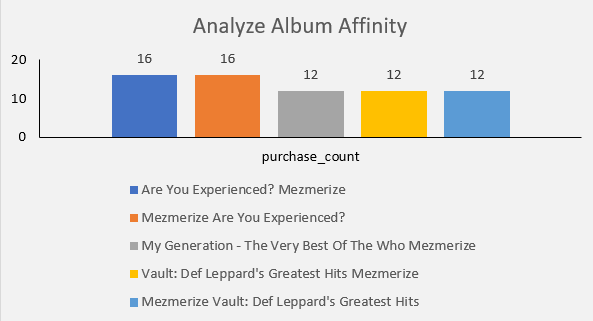 Analyze Album Affinity
20
16 16 12 12 12
10
0
purchase_count
Are You Experienced? Mezmerize
Mezmerize Are You Experienced?
My Generation - The Very Best Of The Who Mezmerize
Vault: Def Leppard's Greatest Hits Mezmerize
Mezmerize Vault: Def Leppard's Greatest Hits